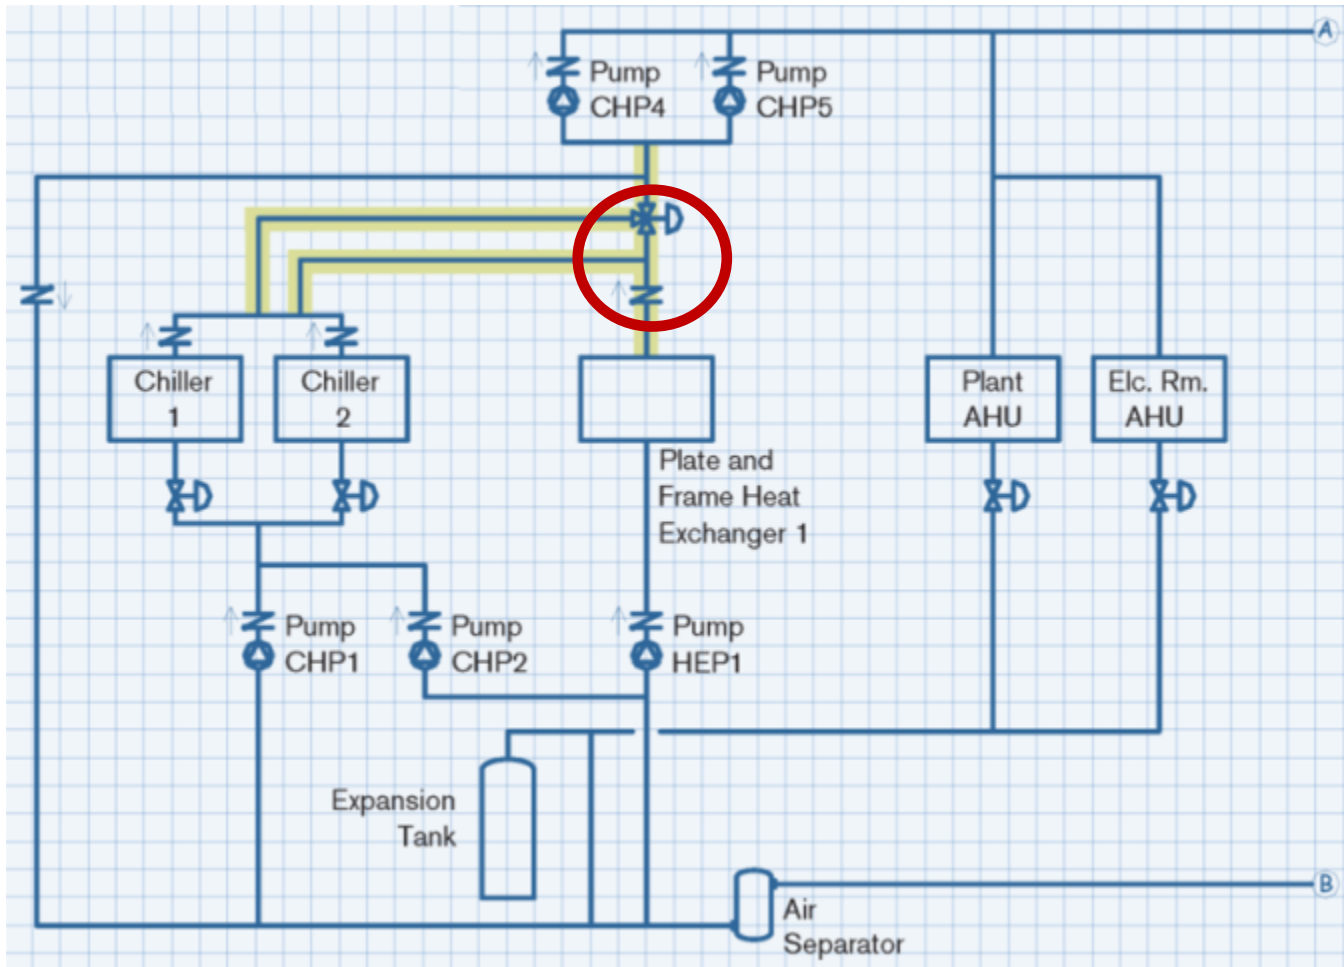 A
Pump
CHP4
Pump
CHP5
Chiller
1
Chiller
2
Plant
AHU
Elc. Rm.
AHU
Plate and
Frame Heat
Exchanger 1
Pump
CHP1
Pump
CHP2
Pump
HEP1
Expansion
Tank
B
Air
Separator